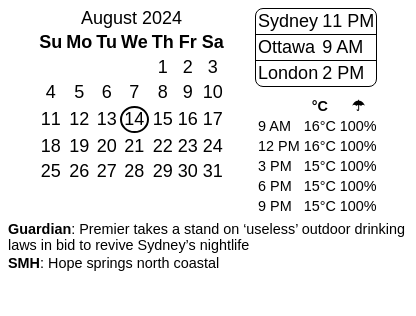 August 2024
Su Mo Tu We Th Fr Sa
1 2 3
4 5 6 7 8 9 10
11 12 13 14 15 16 17
18 19 20 21 22 23 24
25 26 27 28 29 30 31
Sydney 11 PM
Ottawa 9 AM
London 2 PM
°C ☂
9 AM 16°C 100%
12 PM 16°C 100%
3 PM 15°C 100%
6 PM 15°C 100%
9 PM 15°C 100%
Guardian: Premier takes a stand on ‘useless’ outdoor drinking
laws in bid to revive Sydney’s nightlife
SMH: Hope springs north coastal